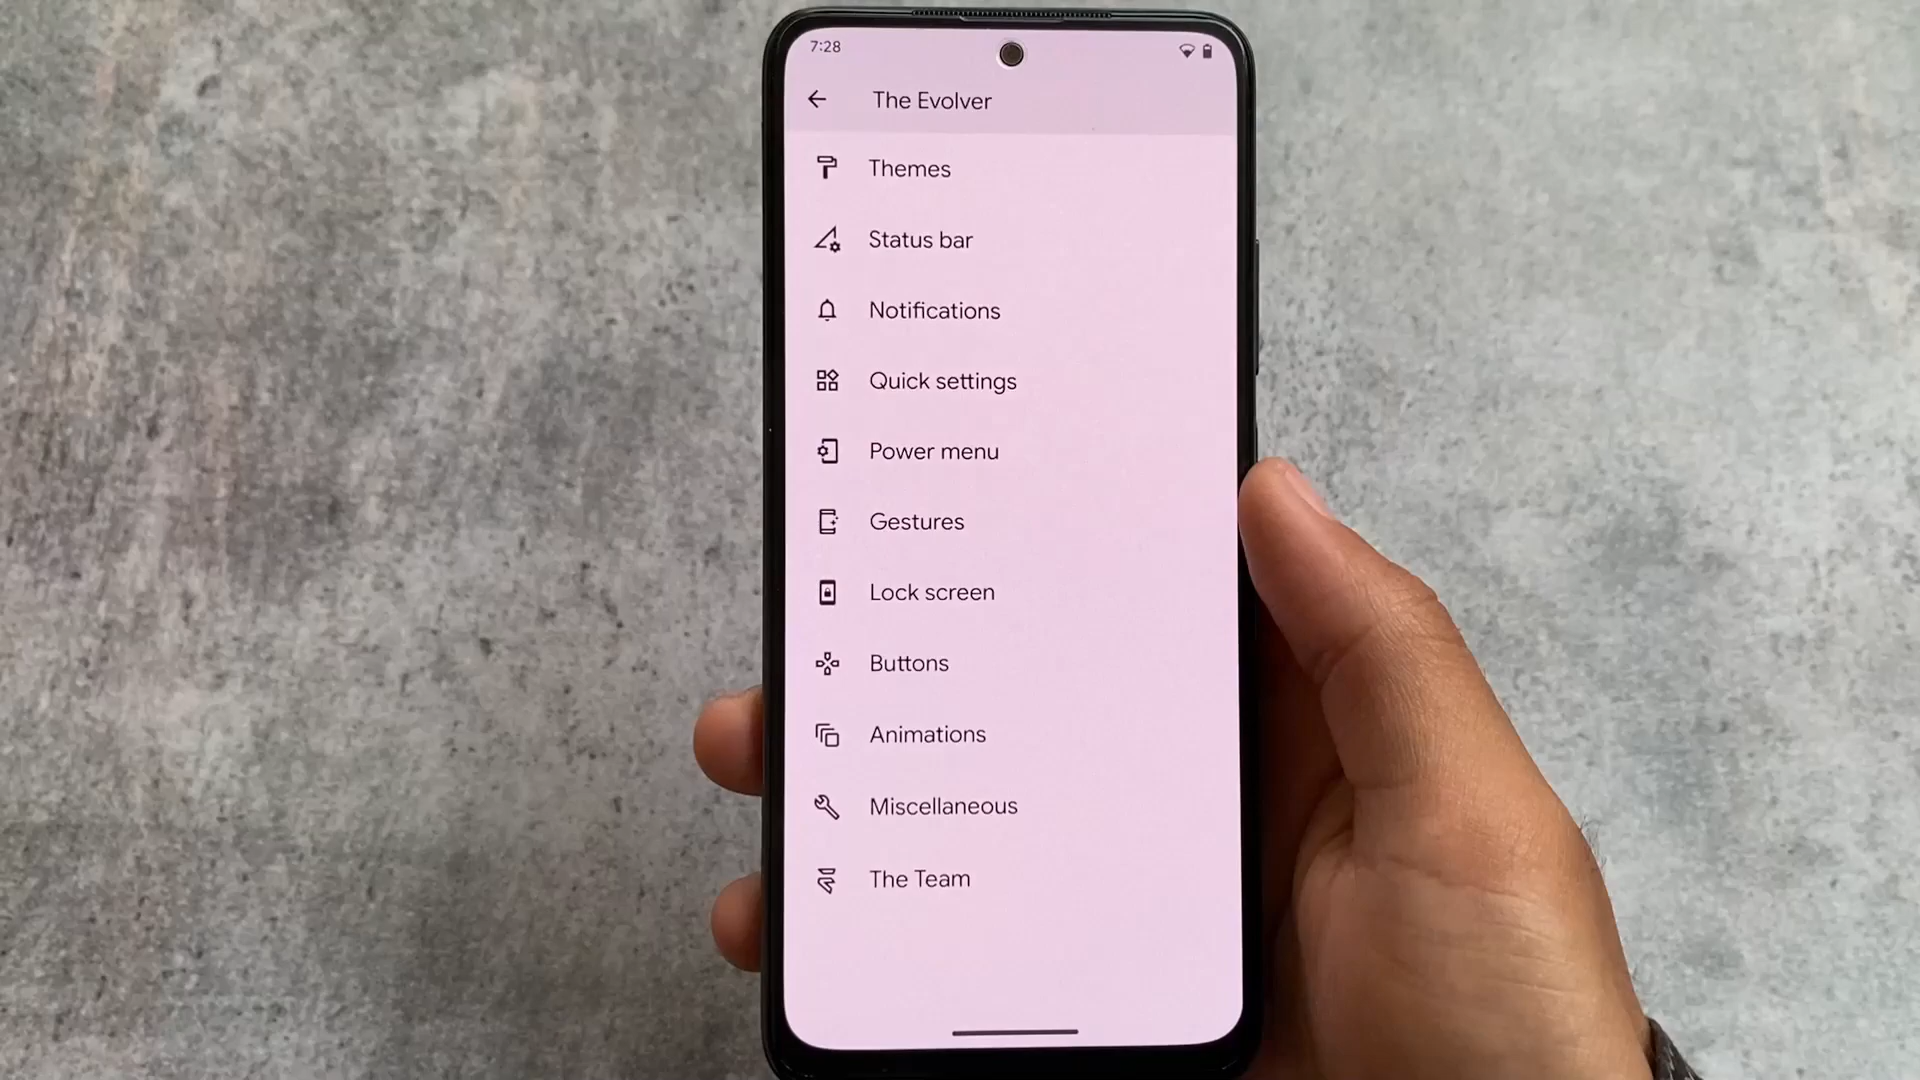 7:28
The Evolver
Themes
Status bar
Notifications
Quick settings
Power menu
Gestures
Lock screen
Buttons
Animations
Miscellaneous
The Team